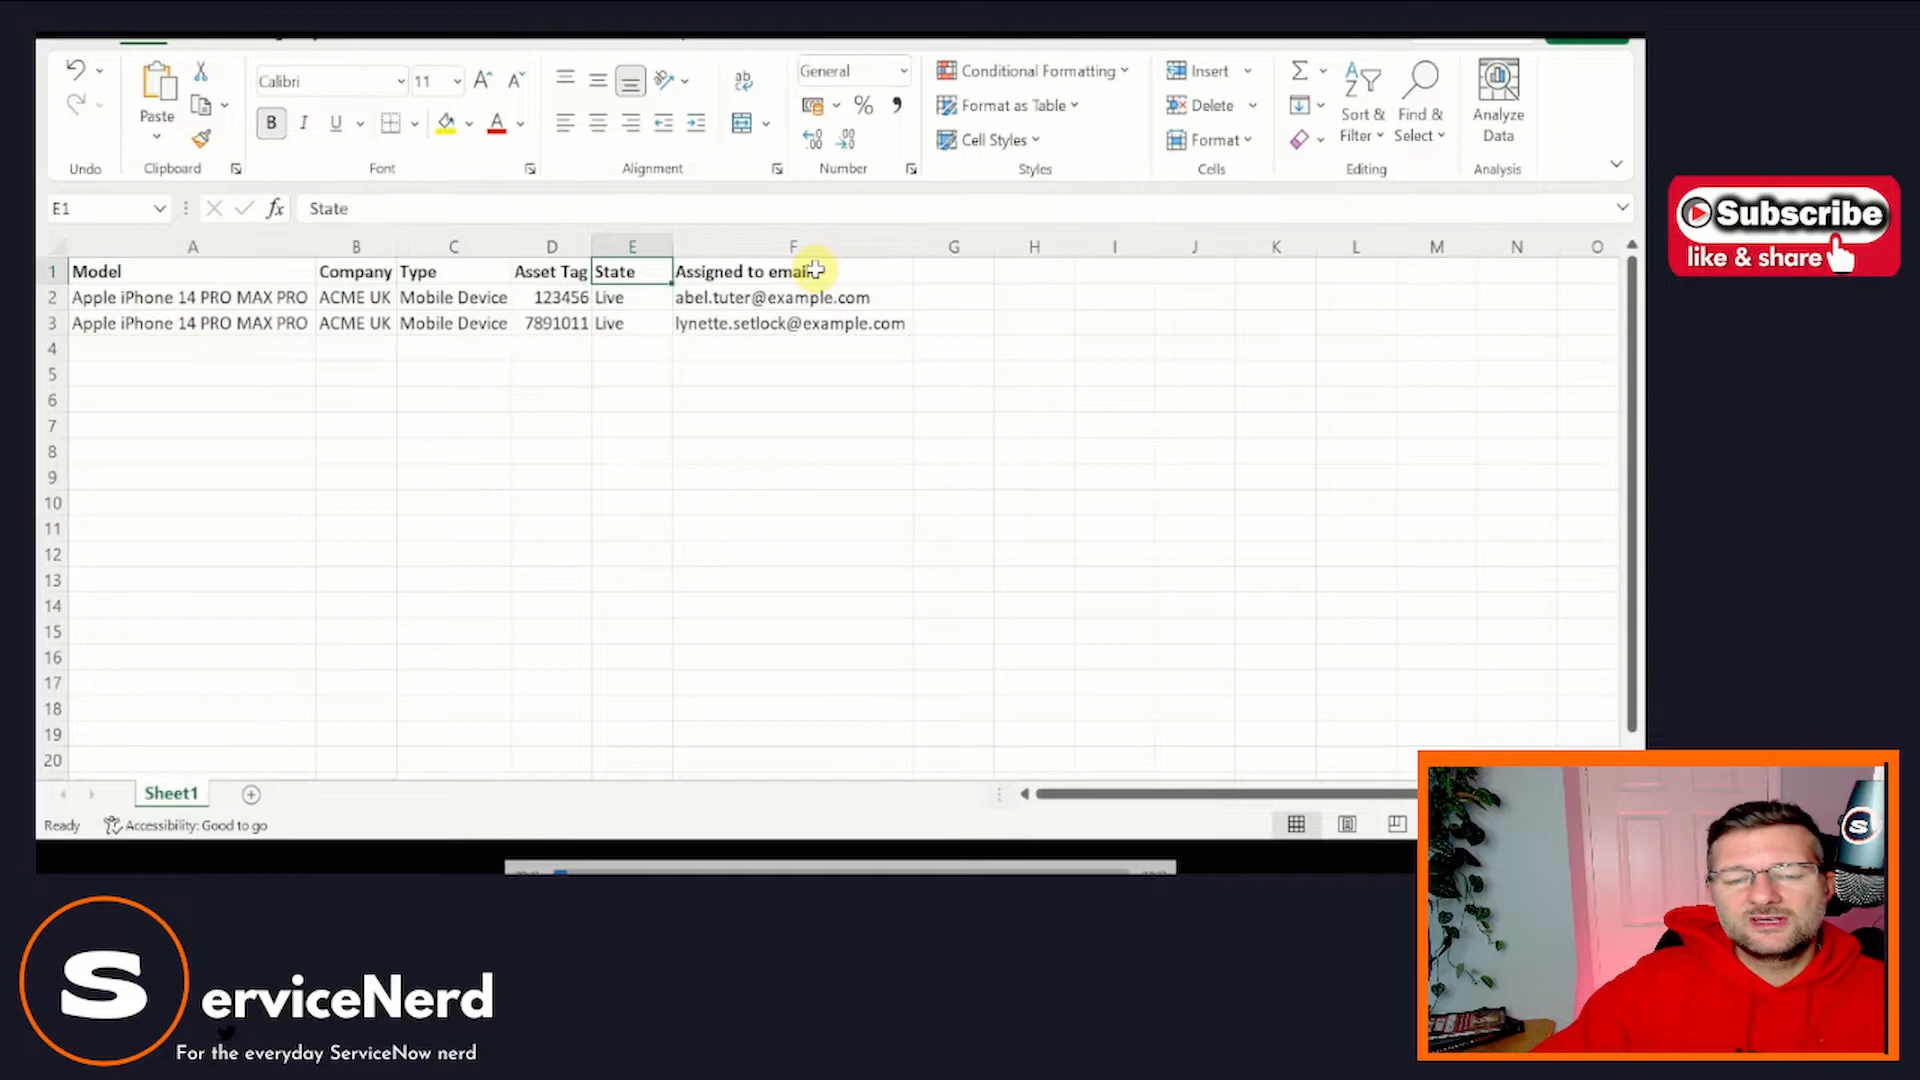 Calibri
11
General
Conditional Formatting
Format as Table
Cell Styles
Insert
Delete
Format
Paste
B I U
A
Sort & Filter
Find & Select
Analyze Data
Undo
Clipboard
Font
Alignment
Number
Styles
Cells
Editing
Analysis
E1
fx
State
A B C D E F G H I J K L M N O
1 Model Company Type Asset Tag State Assigned to email
2 Apple iPhone 14 PRO MAX PRO ACME UK Mobile Device 123456 Live abel.tuter@example.com
3 Apple iPhone 14 PRO MAX PRO ACME UK Mobile Device 7891011 Live lynette.setlock@example.com
4
5
6
7
8
9
10
11
12
13
14
15
16
17
18
19
20
Sheet1
Ready
Accessibility: Good to go
Subscribe
like & share
S
S
erviceNerd
For the everyday ServiceNow nerd